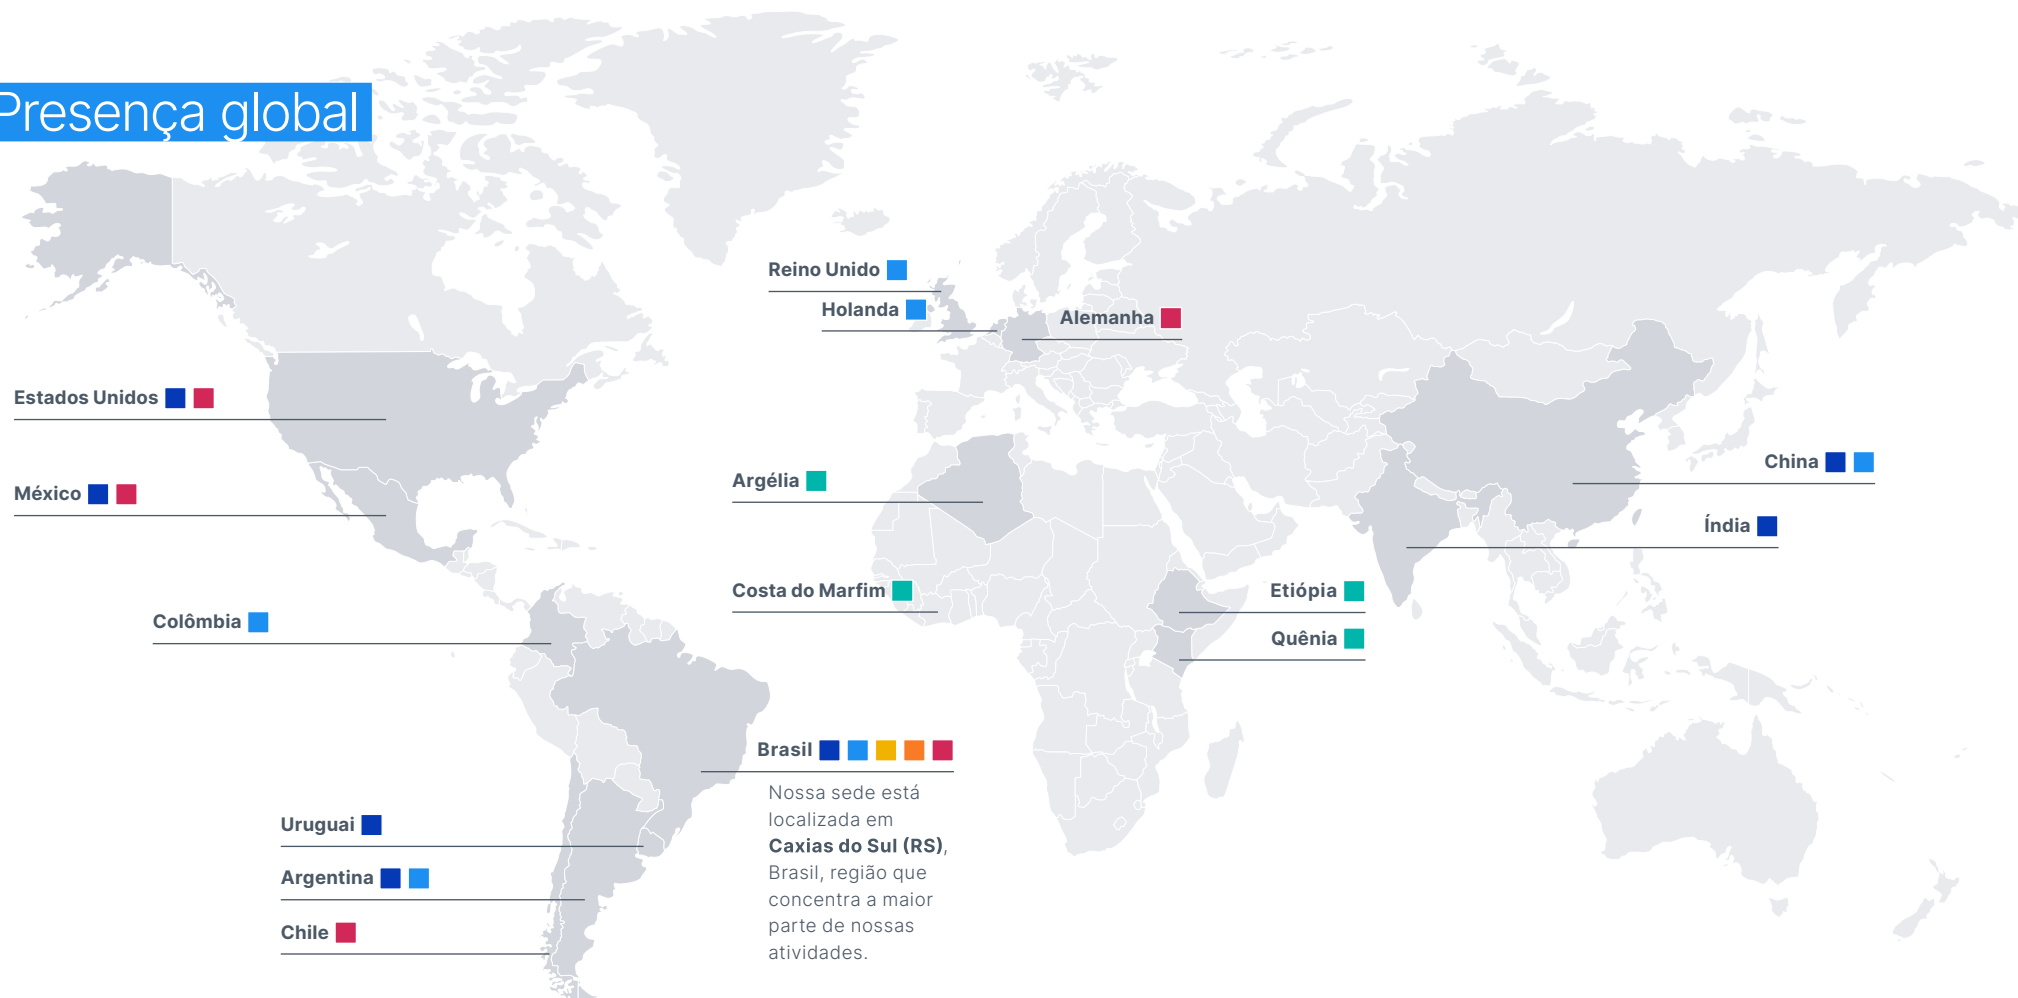 Presença global
Reino Unido
Holanda
Alemanha
Estados Unidos
México
Argélia
China
Índia
Costa do Marfim
Etiópia
Quênia
Colômbia
Brasil
Nossa sede está
localizada em
Caxias do Sul (RS),
Brasil, região que
concentra a maior
parte de nossas
atividades.
Uruguai
Argentina
Chile